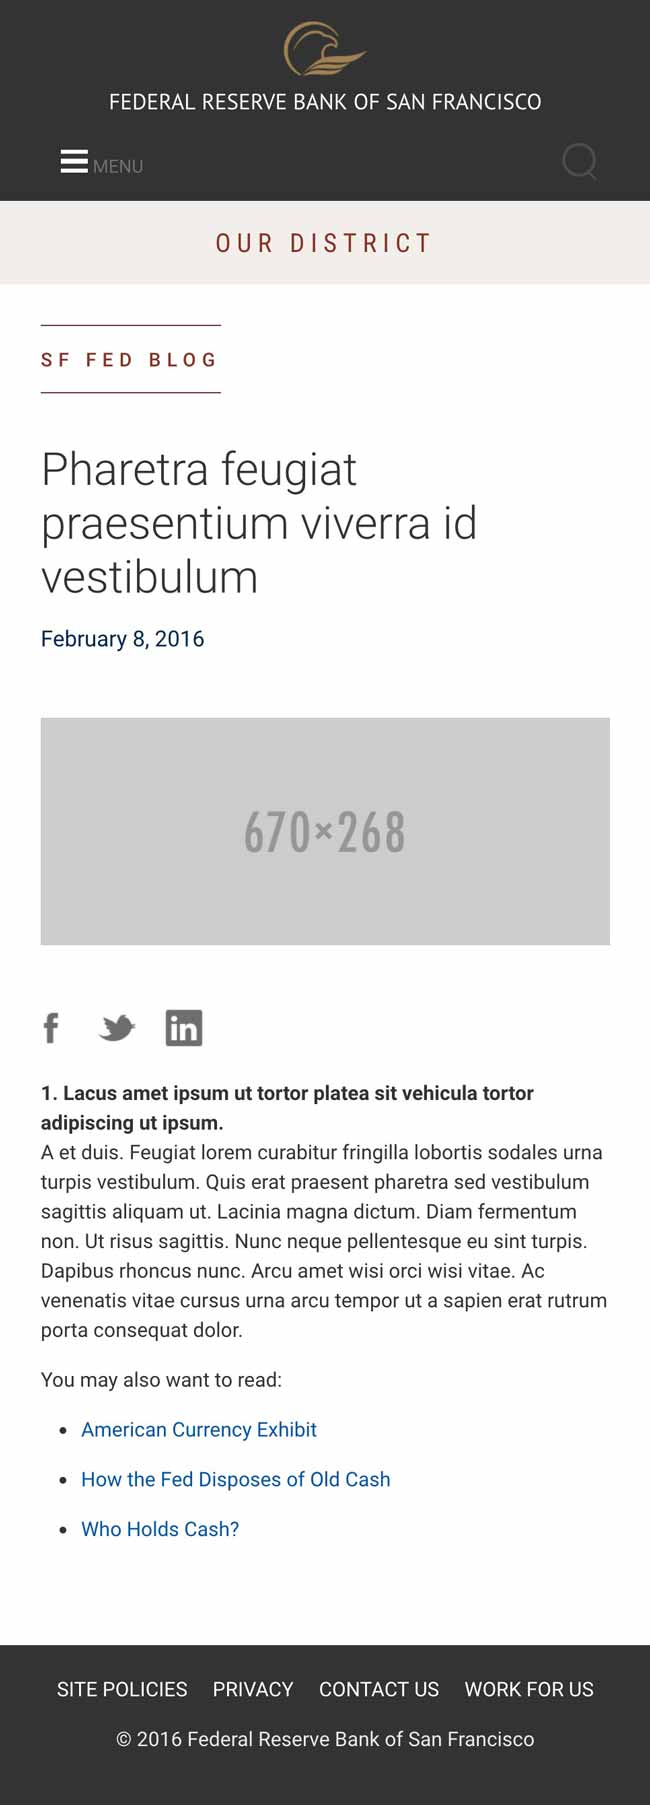 FEDERAL RESERVE BANK OF SAN FRANCISCO
MENU
OUR DISTRICT
SF FED BLOG
Pharetra feugiat
praesentium viverra id
vestibulum
February 8, 2016
670×268
f in
1. Lacus amet ipsum ut tortor platea sit vehicula tortor
adipiscing ut ipsum.
A et duis. Feugiat lorem curabitur fringilla lobortis sodales urna
turpis vestibulum. Quis erat praesent pharetra sed vestibulum
sagittis aliquam ut. Lacinia magna dictum. Diam fermentum
non. Ut risus sagittis. Nunc neque pellentesque eu sint turpis.
Dapibus rhoncus nunc. Arcu amet wisi orci wisi vitae. Ac
venenatis vitae cursus urna arcu tempor ut a sapien erat rutrum
porta consequat dolor.
You may also want to read:
• American Currency Exhibit
• How the Fed Disposes of Old Cash
• Who Holds Cash?
SITE POLICIES PRIVACY CONTACT US WORK FOR US
© 2016 Federal Reserve Bank of San Francisco